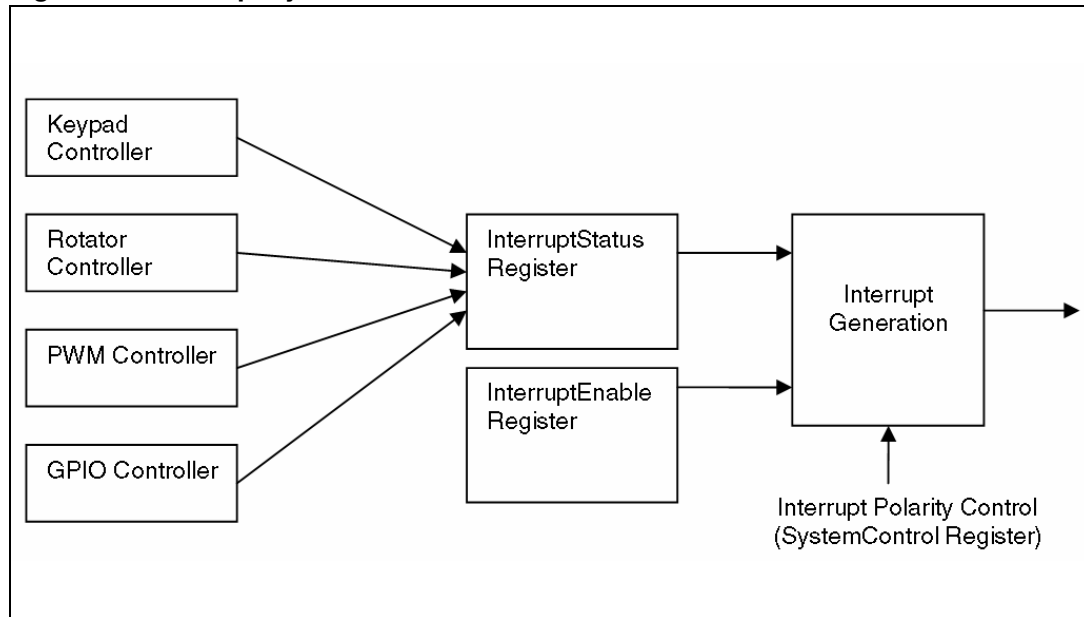 Keypad
Controller
Rotator
Controller
PWM Controller
GPIO Controller
InterruptStatus
Register
InterruptEnable
Register
Interrupt
Generation
Interrupt Polarity Control
(SystemControl Register)